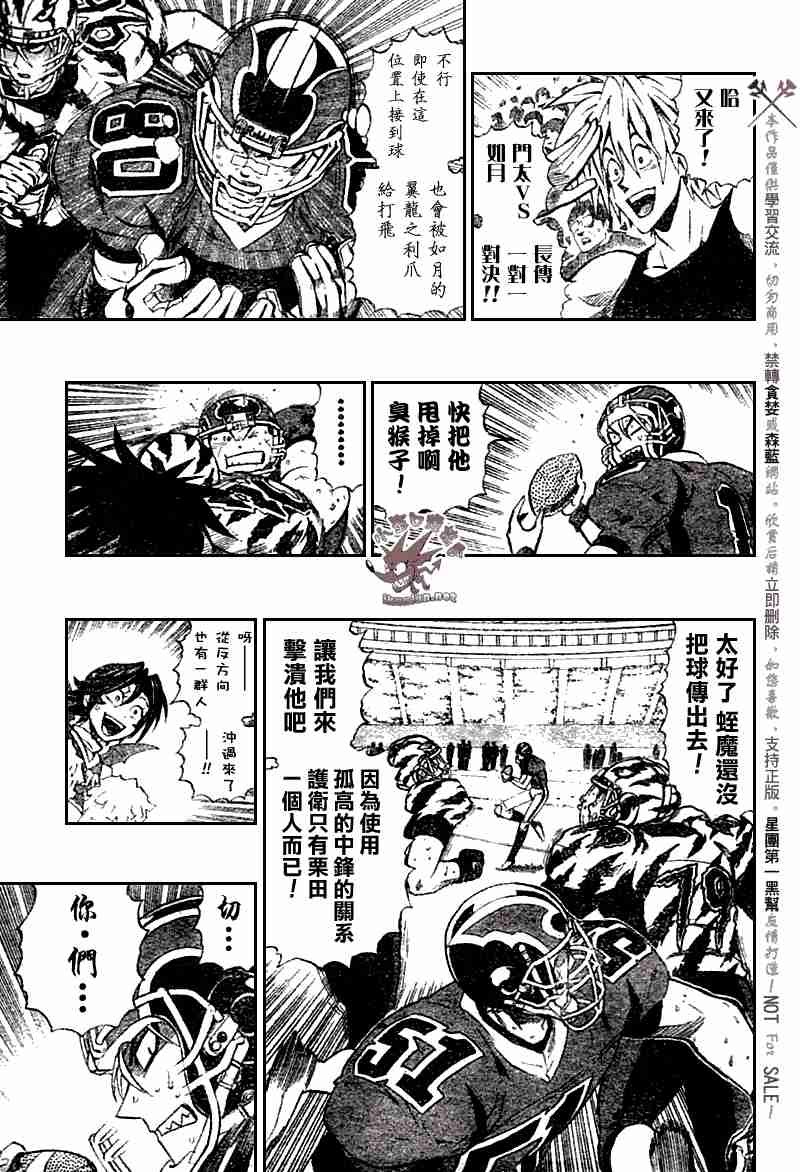 哈
又來了！
門太VS
如月
長傳
一對一
對決！！
不行
即使在這
位置上接到球
也會被如月的
翼龍之利爪
給打飛
快把他
甩掉啊
臭猴子！
………
太好了 蛭魔還沒
把球傳出去！
讓我們來
擊潰他吧
因為使用
孤高的中鋒的關系
護衛只有栗田
一個人而已！
呀——
從反方向
也有一群人
——沖過來了
——！！
切…
你．們…
80
51
51
1
本作品僅供學習交流、切勿商用、禁轉貪婪或森藍網站。欣賞后請立即刪除，如您喜歡、支持正版。星團第一黑幫友情打造—NOT For SALE—